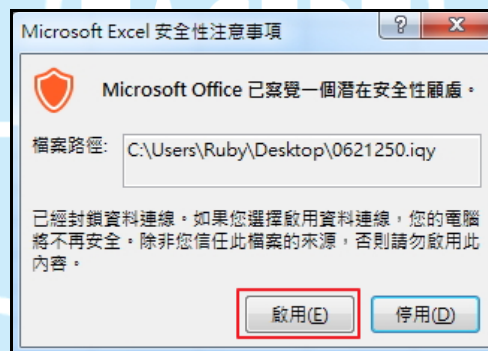 Microsoft Excel 安全性注意事項
Microsoft Office 已察覺一個潛在安全性顧慮。
檔案路徑: C:\Users\Ruby\Desktop\0621250.iqy
已經封鎖資料連線。如果您選擇啟用資料連線，您的電腦
將不再安全。除非您信任此檔案的來源，否則請勿啟用此
內容。
啟用(E) 停用(D)